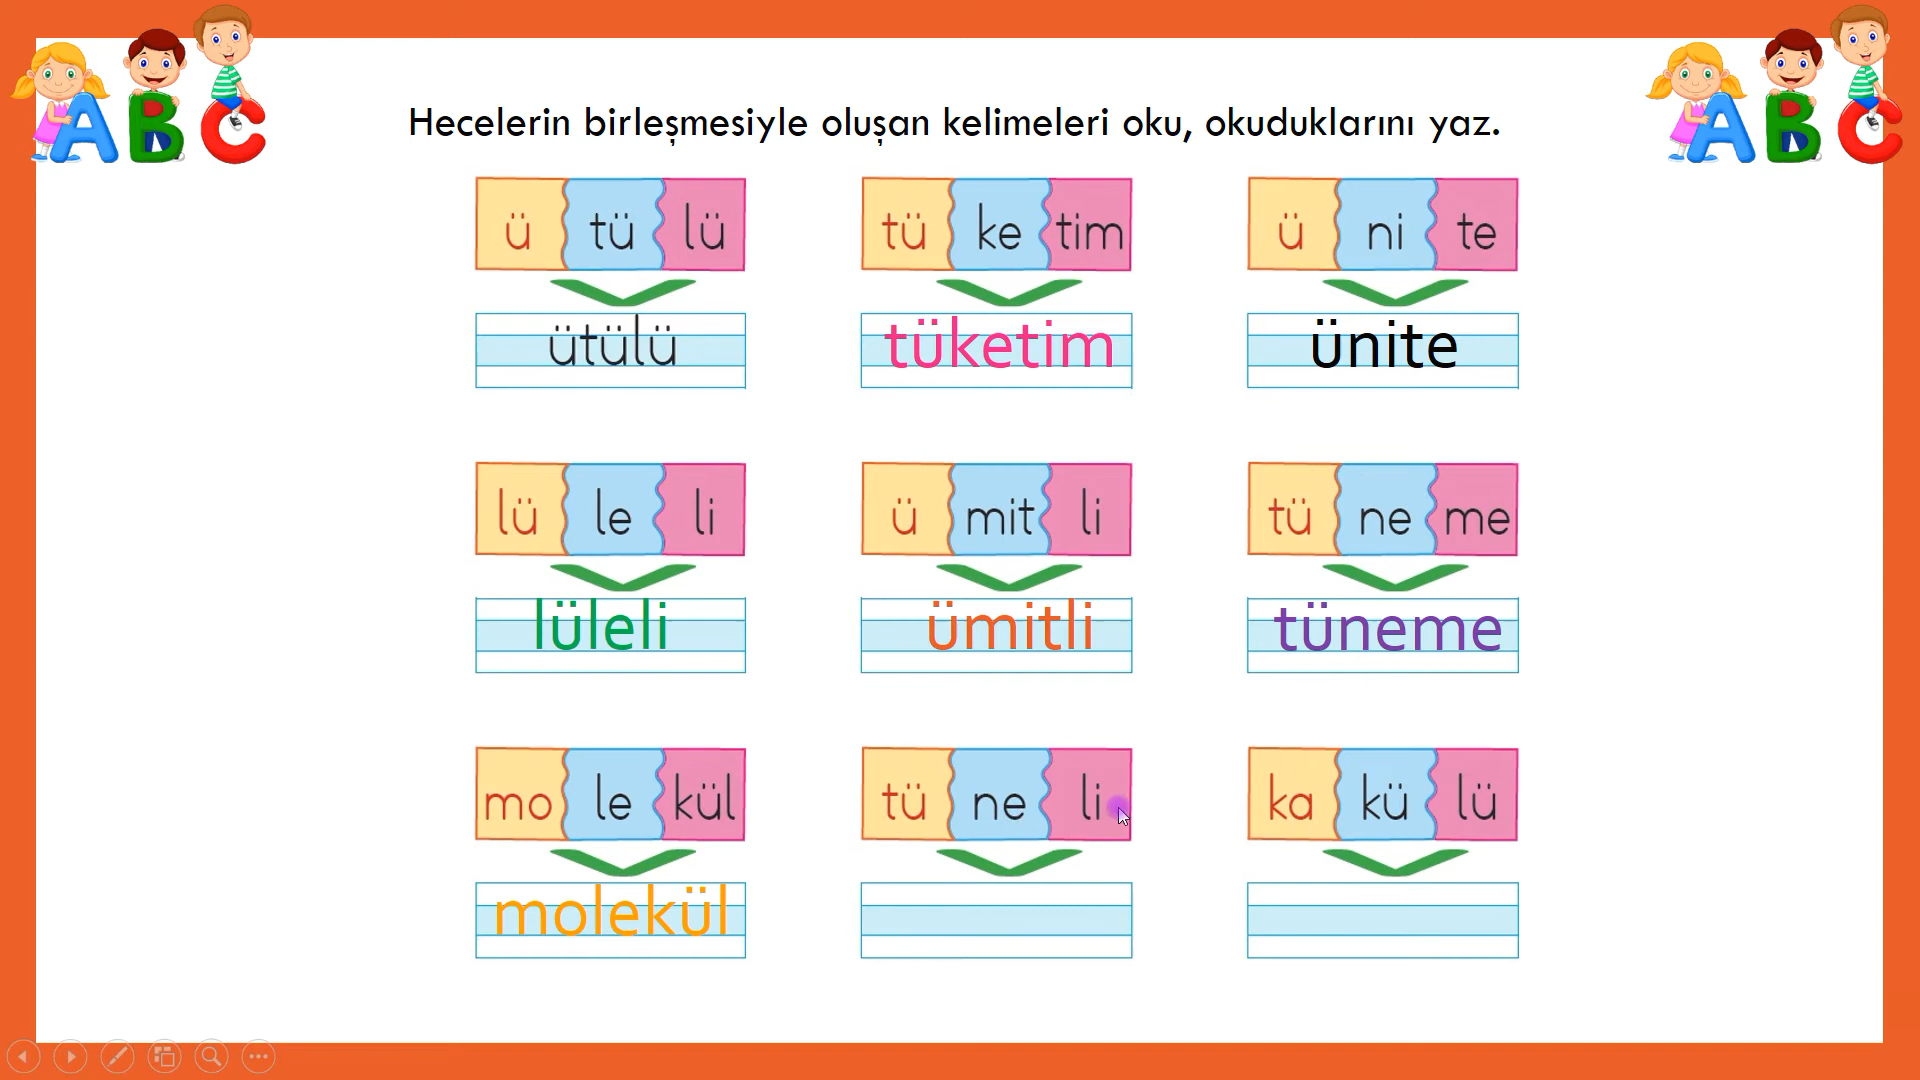 A B C
A B C
Hecelerin birleşmesiyle oluşan kelimeleri oku, okuduklarını yaz.
ü tü lü
tü ke tim
ü ni te
ütülü
tüketim
ünite
lü le li
ü mit li
tü ne me
lüleli
ümitli
tüneme
mo le kül
tü ne li
ka kü lü
molekül